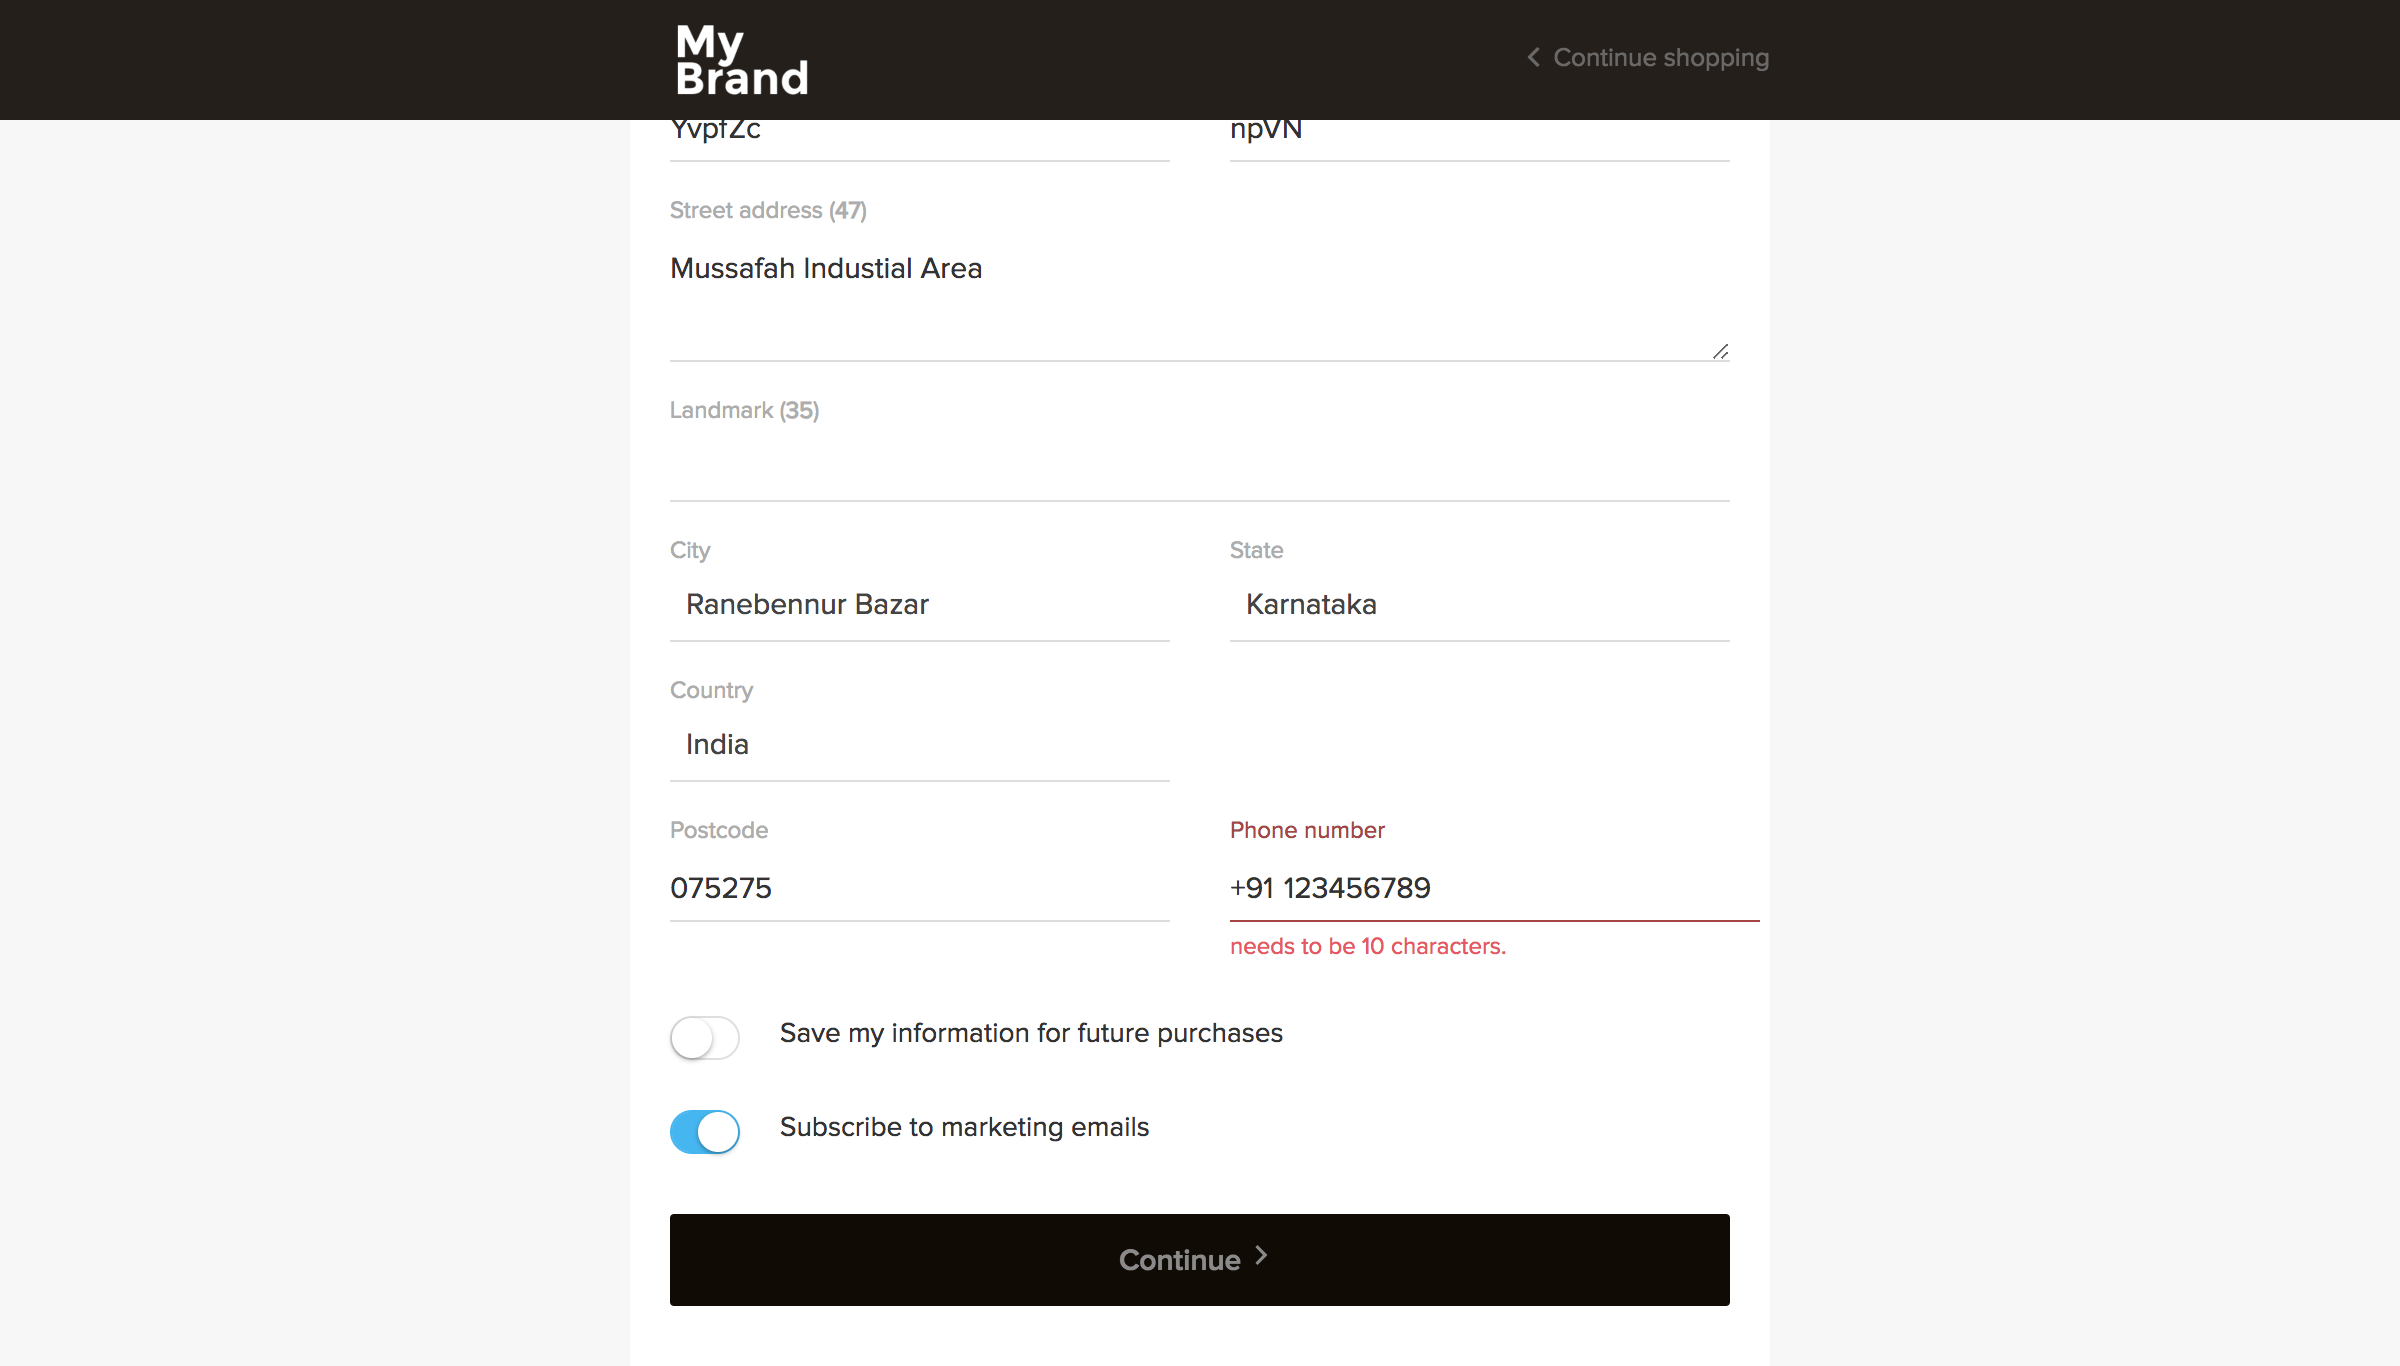 My
Brand
Continue shopping
YvpfZc
npVN
Street address (47)
Mussafah Industial Area
Landmark (35)
City
State
Ranebennur Bazar
Karnataka
Country
India
Postcode
Phone number
075275
+91 123456789
needs to be 10 characters.
Save my information for future purchases
Subscribe to marketing emails
Continue